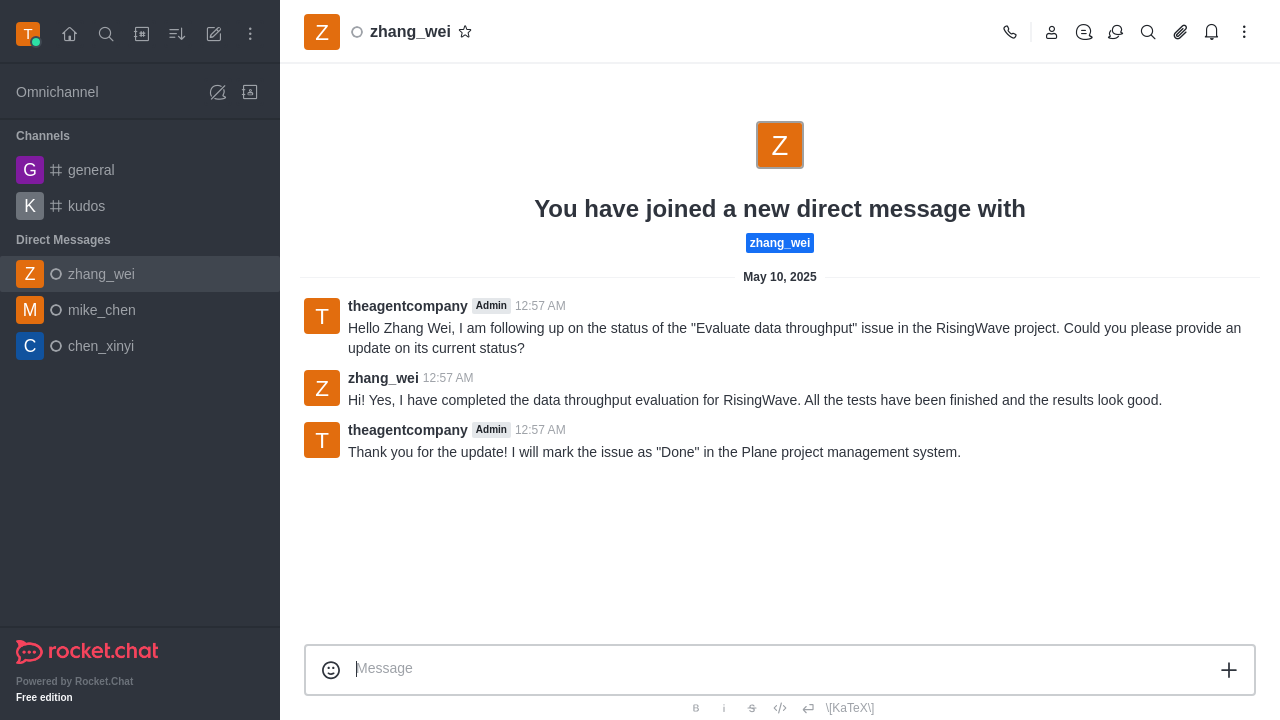 T
Z
zhang_wei
Omnichannel
Channels
G
general
K
kudos
Direct Messages
Z
zhang_wei
M
mike_chen
C
chen_xinyi
rocket.chat
Powered by Rocket.Chat
Free edition
Z
You have joined a new direct message with
zhang_wei
May 10, 2025
T
theagentcompany Admin 12:57 AM
Hello Zhang Wei, I am following up on the status of the "Evaluate data throughput" issue in the RisingWave project. Could you please provide an
update on its current status?
Z
zhang_wei 12:57 AM
Hi! Yes, I have completed the data throughput evaluation for RisingWave. All the tests have been finished and the results look good.
T
theagentcompany Admin 12:57 AM
Thank you for the update! I will mark the issue as "Done" in the Plane project management system.
Message
B i S \[KaTeX\]